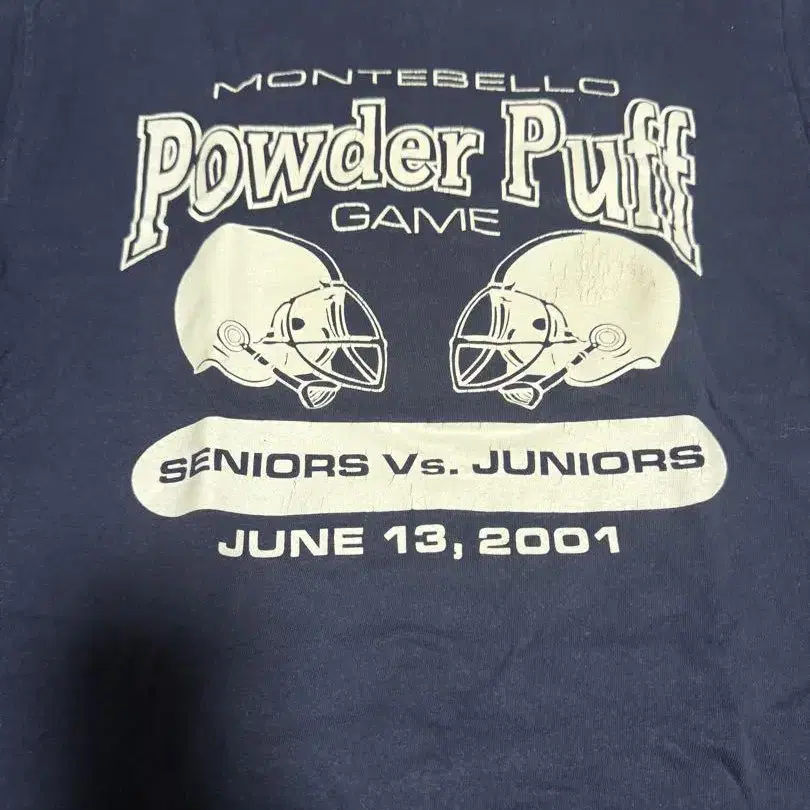 MONTEBELLO
Powder Puff
GAME
SENIORS Vs. JUNIORS
JUNE 13, 2001